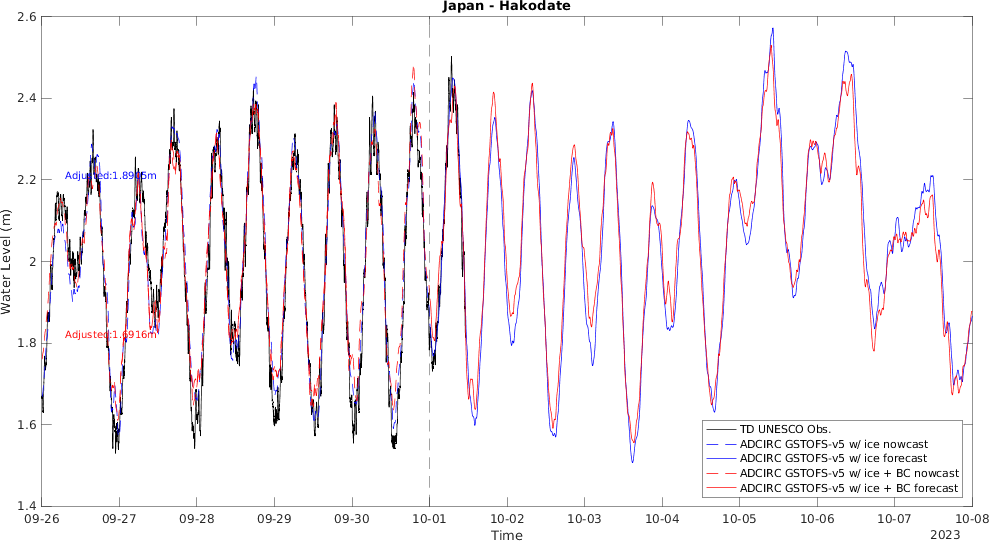 Japan - Hakodate
2.6
2.4
2.2
2
1.8
1.6
1.4
Water Level (m)
Adjusted:1.6916m
TD UNESCO Obs.
ADCIRC GSTOFS-v5 w/ ice nowcast
ADCIRC GSTOFS-v5 w/ ice forecast
ADCIRC GSTOFS-v5 w/ ice + BC nowcast
ADCIRC GSTOFS-v5 w/ ice + BC forecast
09-26 09-27 09-28 09-29 09-30 10-01 10-02 10-03 10-04 10-05 10-06 10-07 10-08
Time
2023